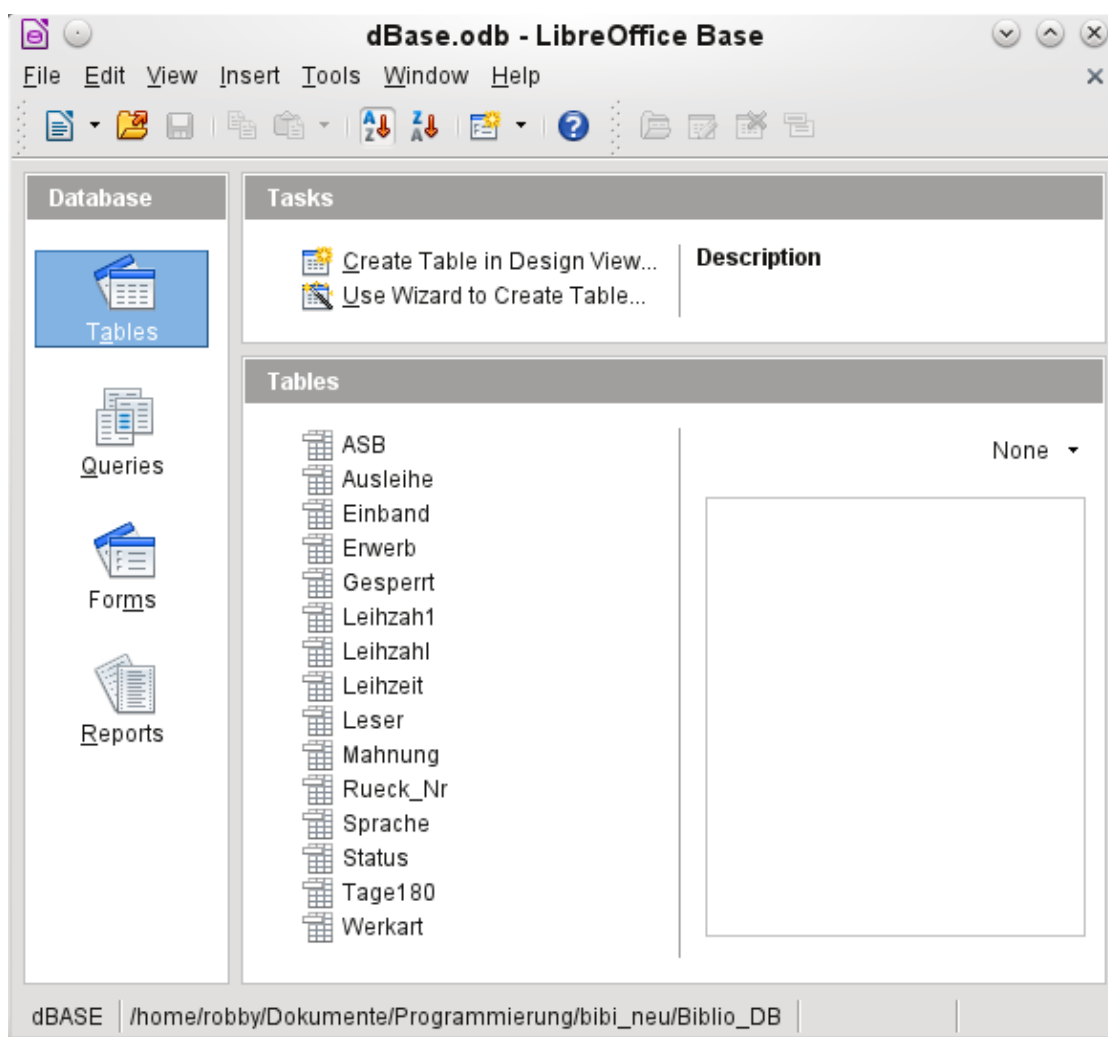 dBase.odb - LibreOffice Base
File Edit View Insert Tools Window Help
Database
Tables
Queries
Forms
Reports
Tasks
Create Table in Design View...
Use Wizard to Create Table...
Description
Tables
ASB
Ausleihe
Einband
Erwerb
Gesperrt
Leihzah1
Leihzahl
Leihzeit
Leser
Mahnung
Rueck_Nr
Sprache
Status
Tage180
Werkart
None
dBASE /home/robby/Dokumente/Programmierung/bibi_neu/Biblio_DB